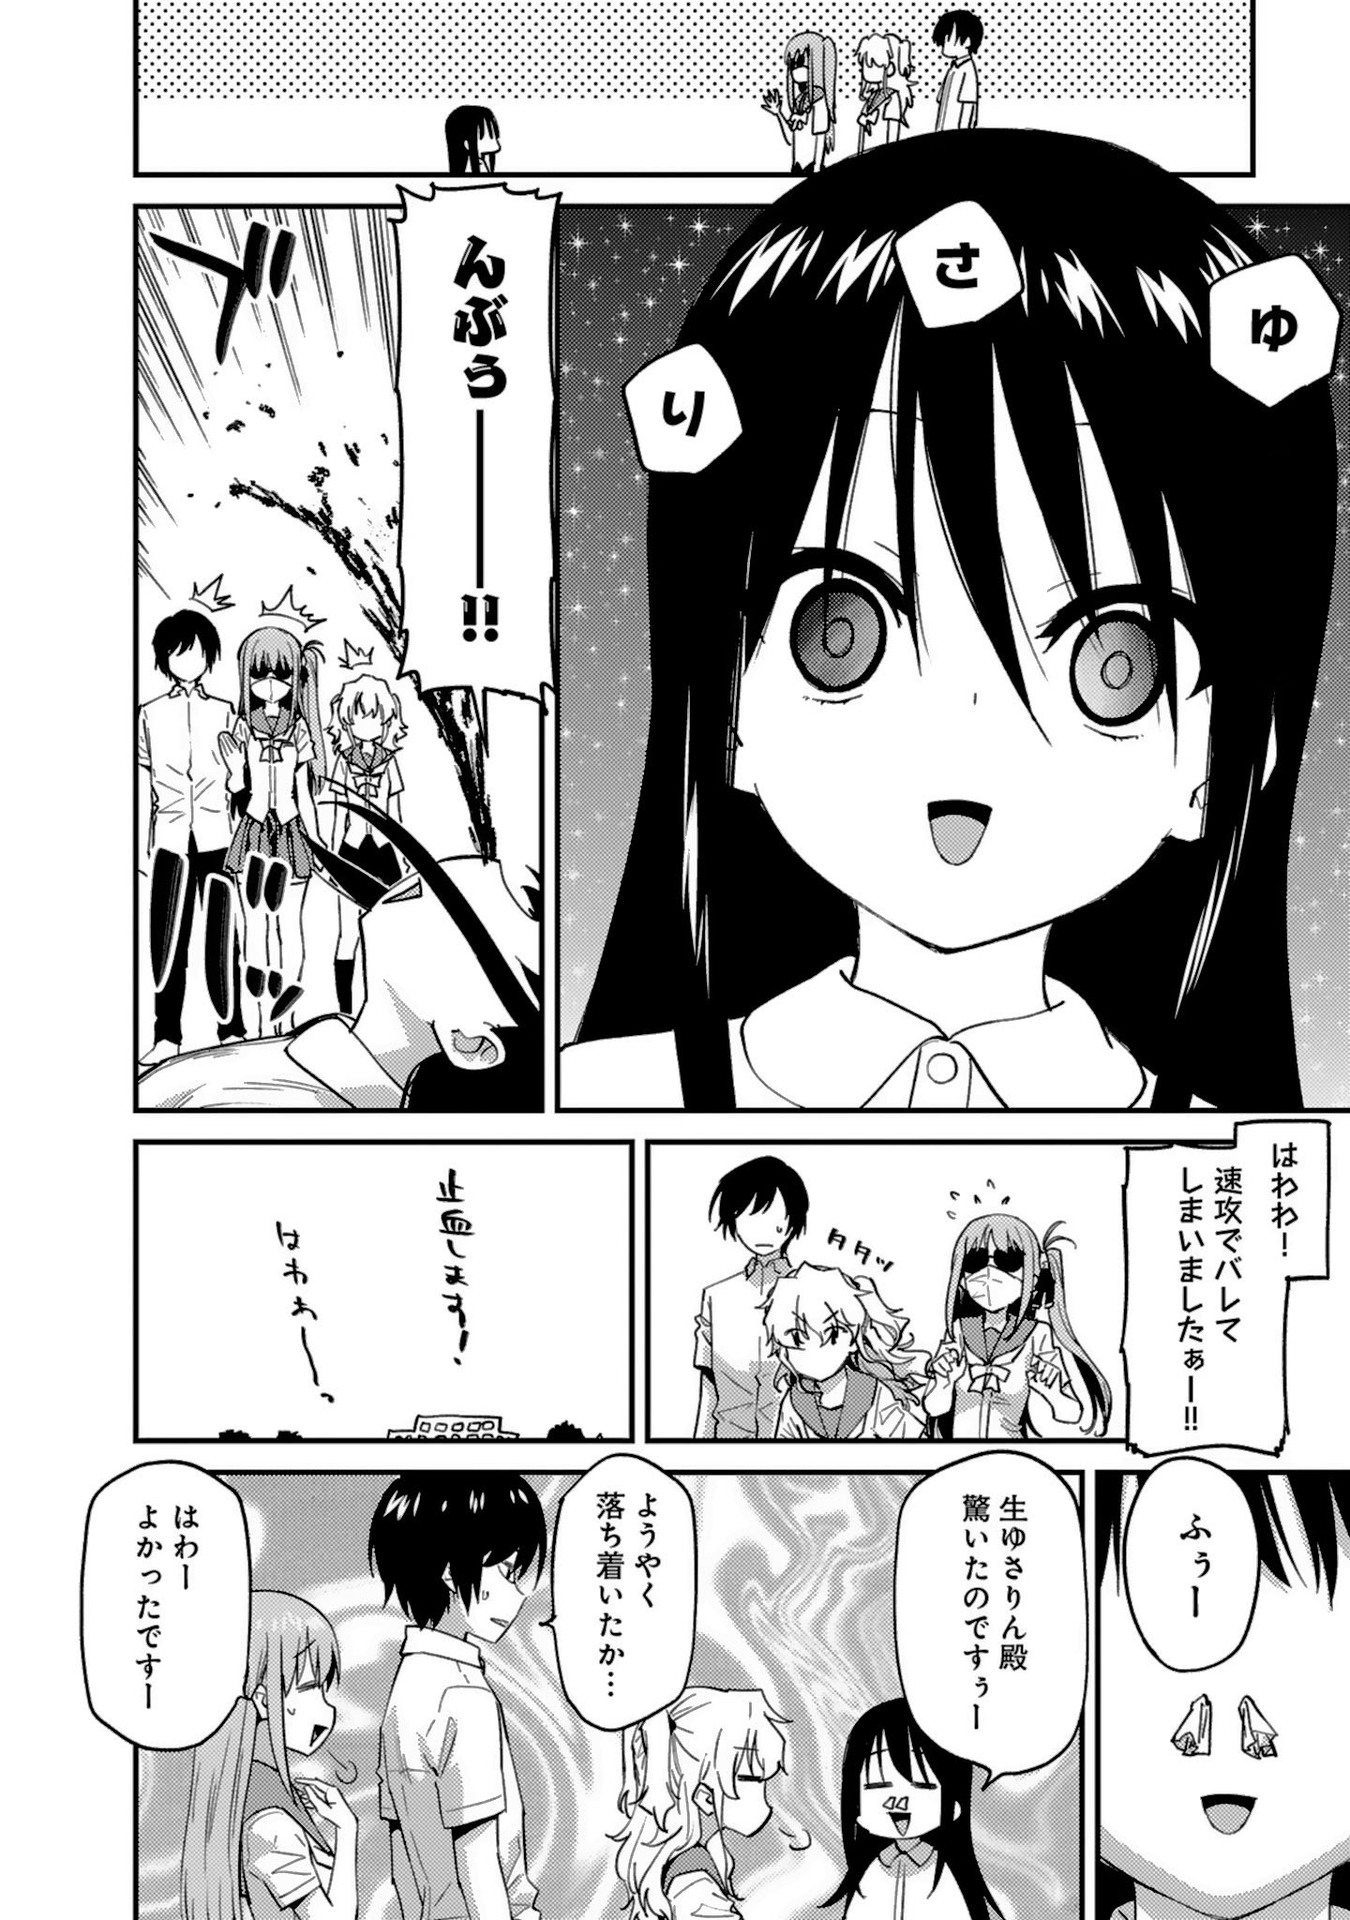 ゆ
さ
り
んぶぅ――!!
ブ
はわわ!
速攻でバレて
しまいましたぁー!!
タタッ
止血します!
はわわーっ
ふぅー
生ゆさりん殿
驚いたのですぅー
ようやく
落ち着いたか…
はわー
よかったですー